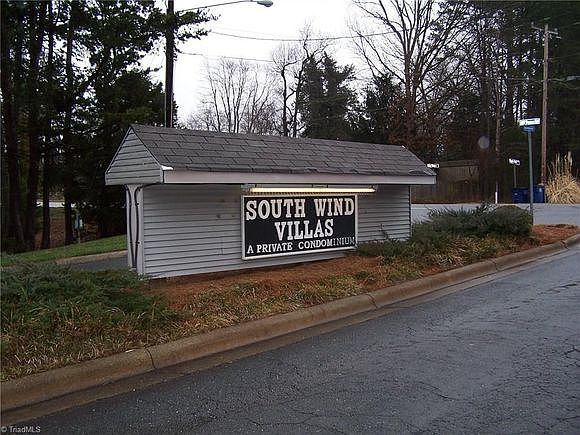 SOUTH WIND
VILLAS
A PRIVATE CONDOMINIUM
© TriadMLS